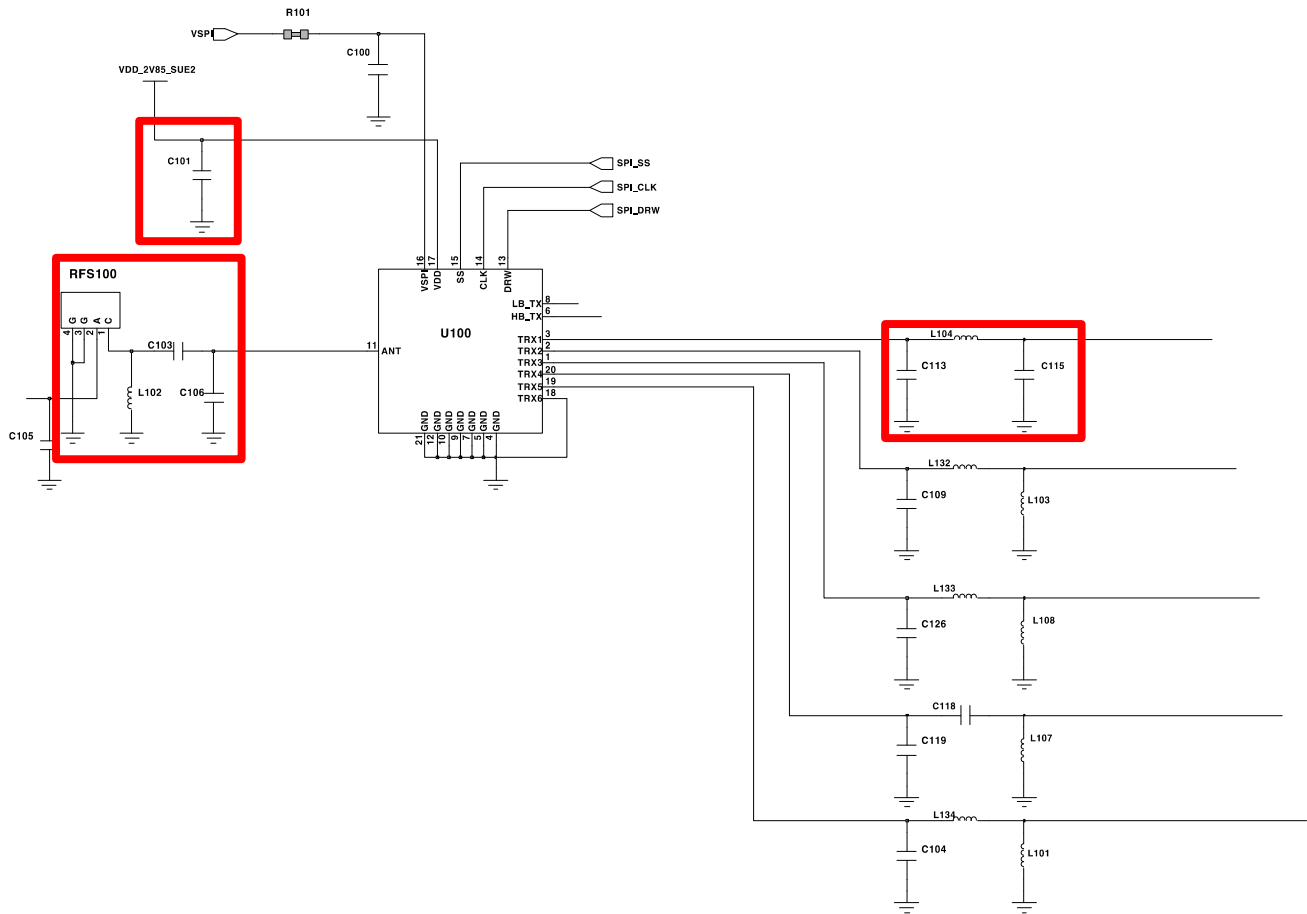 R101
VSPI
C100
VDD_2V85_SUE2
C101
SPI_SS
SPI_CLK
SPI_DRW
16
17
15
14
13
VSPI
VDD
SS
CLK
DRW
RFS100
G
G
A
C
4
3
2
1
C103
L102
C106
C105
11
ANT
U100
LB_TX 8
HB_TX 6
TRX1 3
TRX2 2
TRX3 1
TRX4 20
TRX5 19
TRX6 18
GND
GND
GND
GND
GND
GND
GND
21
12
10
9
7
5
4
L104
C113
C115
L132
C109
L103
L133
C126
L108
C118
C119
L107
L134
C104
L101